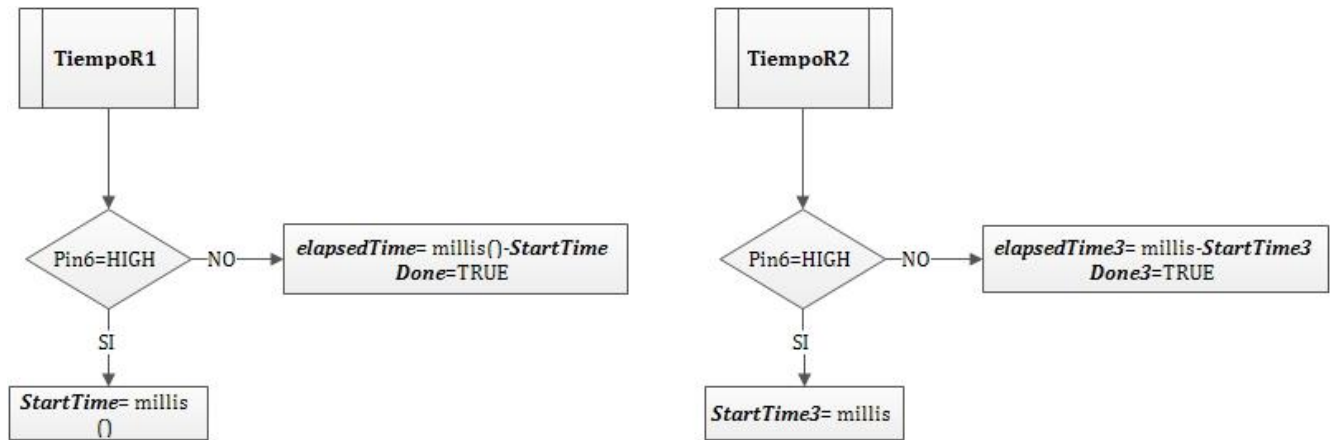 TiempoR1
Pin6=HIGH
NO
elapsedTime= millis()-StartTime
Done=TRUE
SI
StartTime= millis
()
TiempoR2
Pin6=HIGH
NO
elapsedTime3= millis-StartTime3
Done3=TRUE
SI
StartTime3= millis